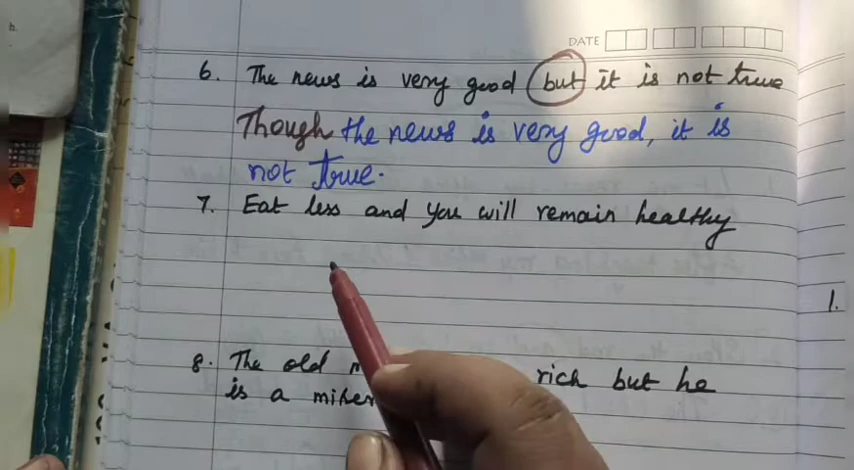 b.
DATE
6. The news is very good but it is not true
Though the news is very good, it is
not true.
7. Eat less and you will remain healthy
8. The old rich but he
is a miser
1.